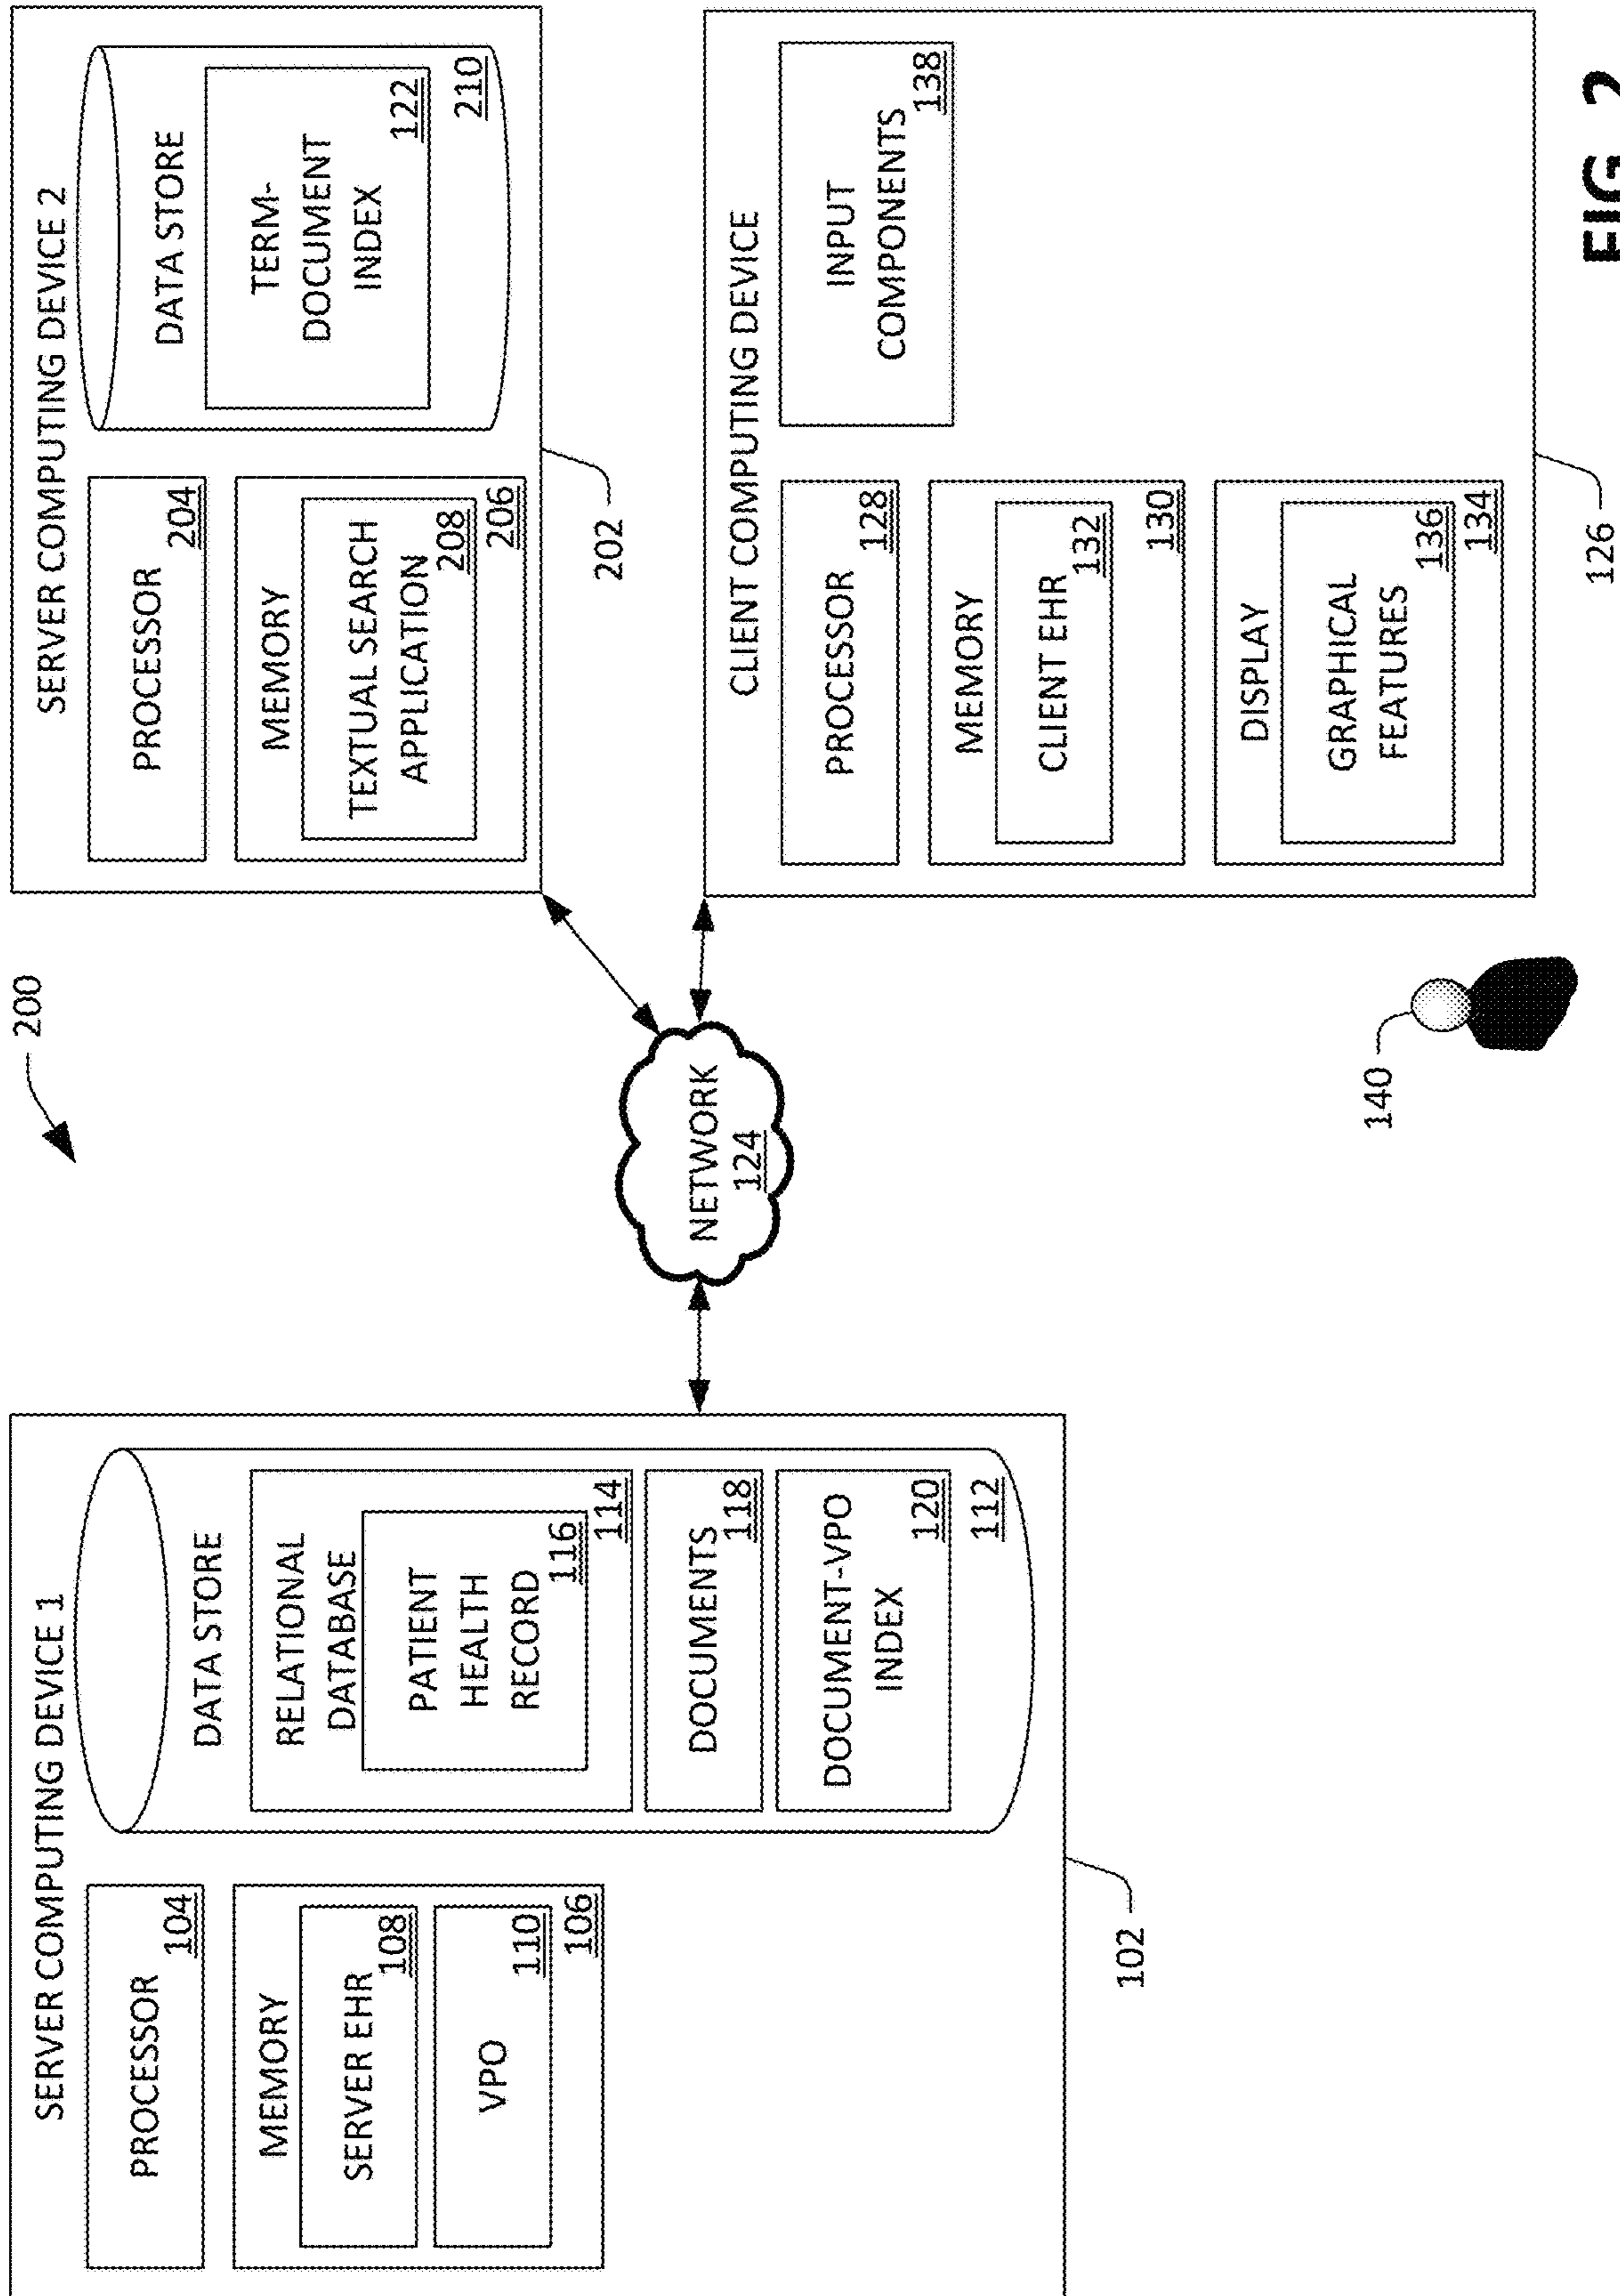 200
SERVER COMPUTING DEVICE 1
PROCESSOR
104
MEMORY
SERVER EHR
108
VPO
110
106
DATA STORE
RELATIONAL
DATABASE
PATIENT
HEALTH
RECORD
116
114
DOCUMENTS
118
DOCUMENT-VPO
INDEX
120
112
102
NETWORK
124
SERVER COMPUTING DEVICE 2
PROCESSOR
204
MEMORY
TEXTUAL SEARCH
APPLICATION
208
206
DATA STORE
TERM-
DOCUMENT
INDEX
122
210
202
CLIENT COMPUTING DEVICE
PROCESSOR
128
MEMORY
CLIENT EHR
132
130
DISPLAY
GRAPHICAL
FEATURES
136
134
INPUT
COMPONENTS
138
126
140
FIG. 2